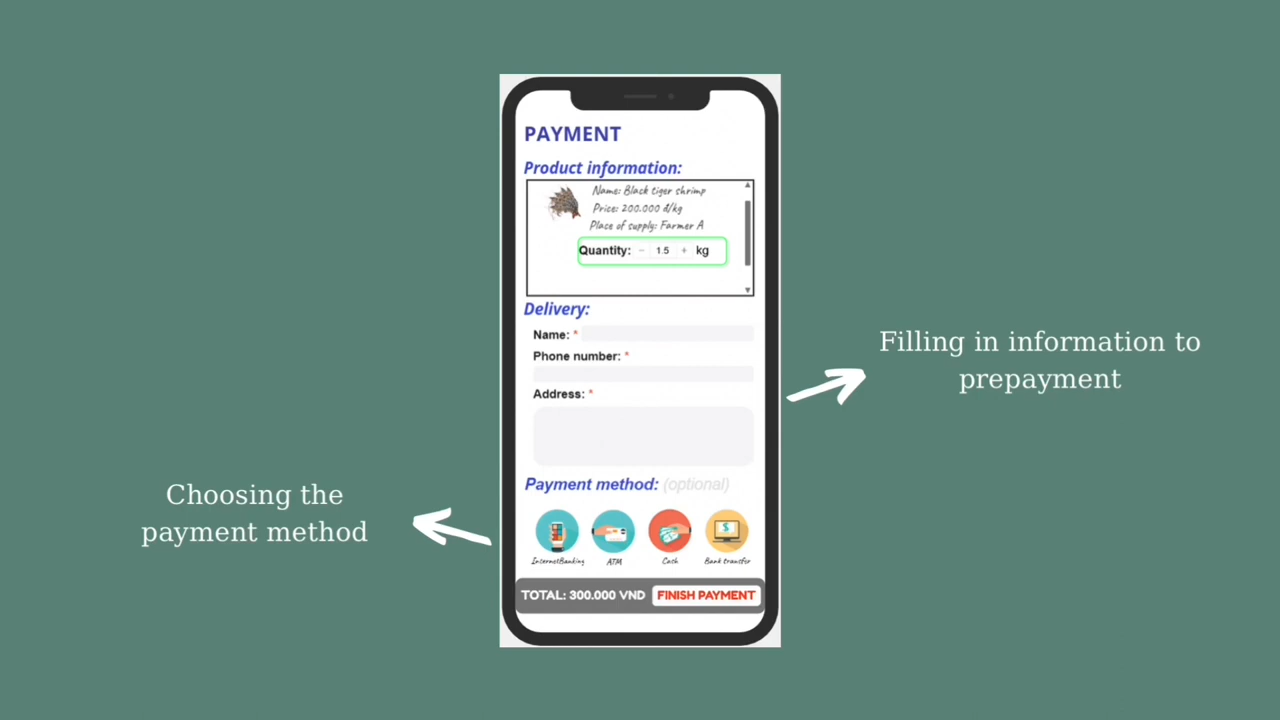 PAYMENT
Product information:
Name: Black tiger shrimp
Price: 200.000 đ/kg
Place of supply: Farmer A
Quantity: − 1.5 + kg
Delivery:
Name: *
Phone number: *
Address: *
Payment method: (optional)
InternetBanking ATM Cash Bank transfer
TOTAL: 300.000 VND FINISH PAYMENT
Filling in information to
prepayment
Choosing the
payment method